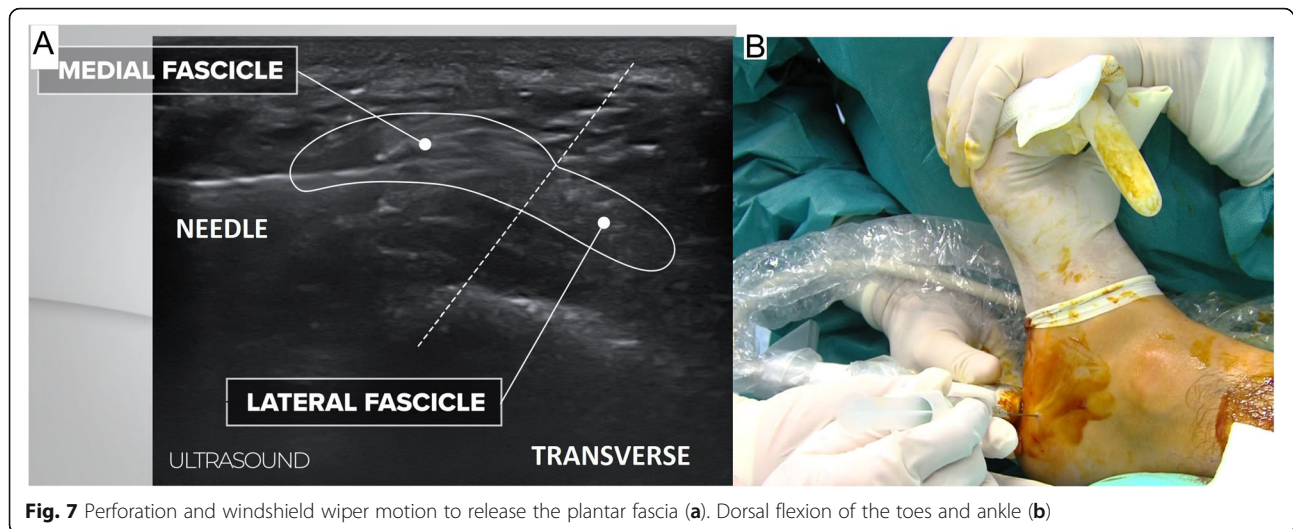 A
MEDIAL FASCICLE
NEEDLE
LATERAL FASCICLE
ULTRASOUND
TRANSVERSE
B
Fig. 7 Perforation and windshield wiper motion to release the plantar fascia (a). Dorsal flexion of the toes and ankle (b)